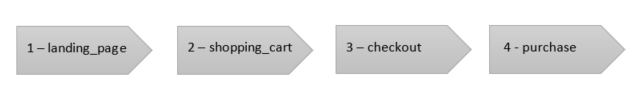 1 – landing_page
2 – shopping_cart
3 – checkout
4 - purchase